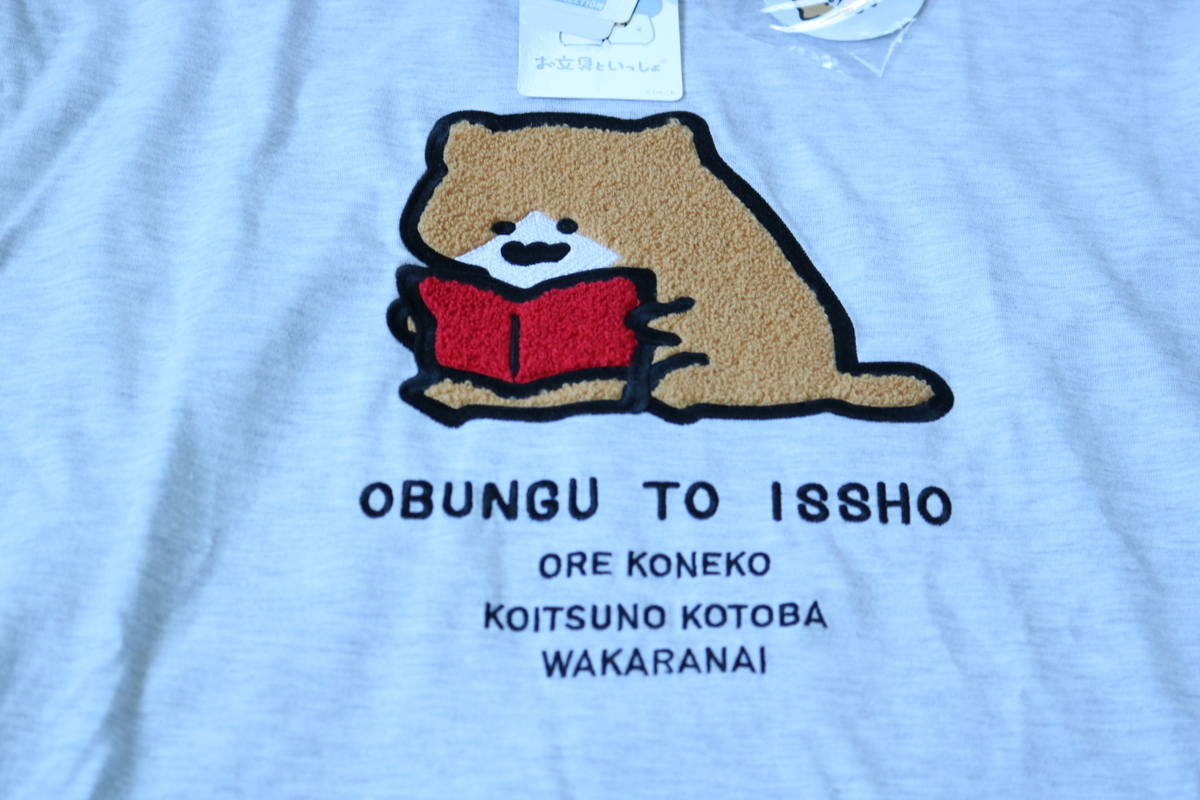 お文具といっしょ
OBUNGU TO ISSHO
ORE KONEKO
KOITSUNO KOTOBA
WAKARANAI